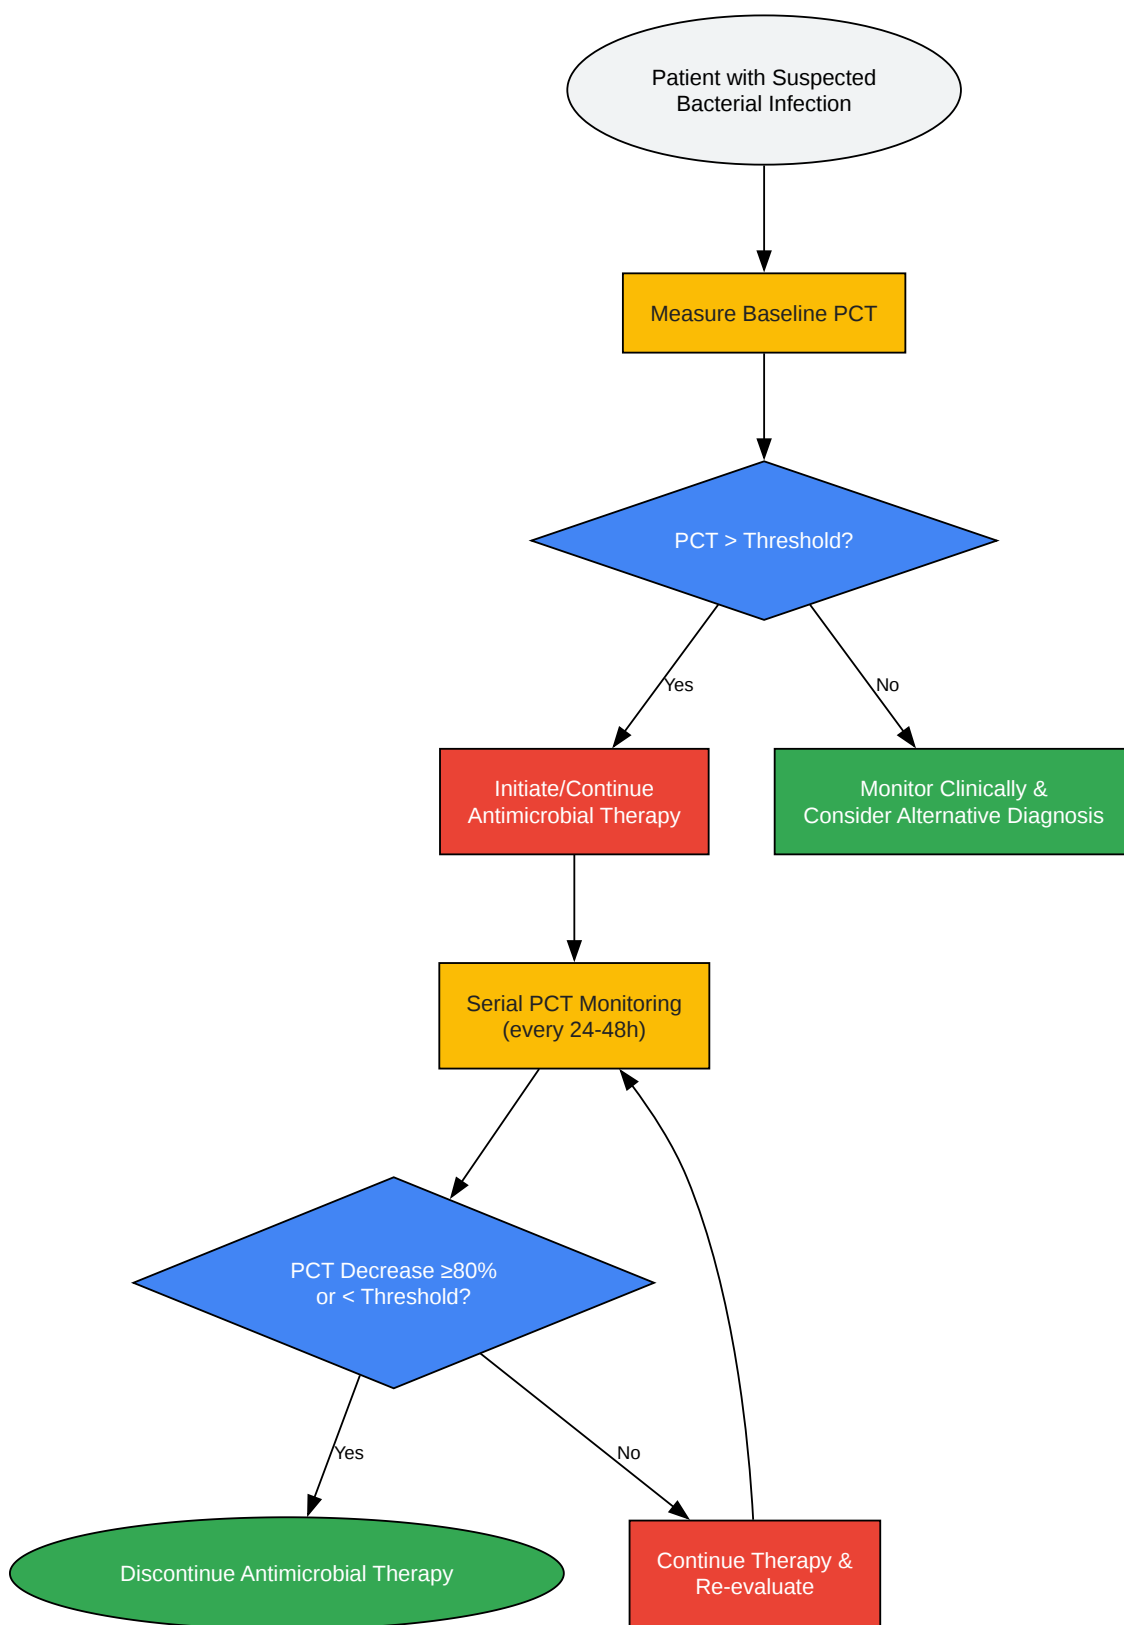 Patient with Suspected
Bacterial Infection
Measure Baseline PCT
PCT > Threshold?
Yes
No
Initiate/Continue
Antimicrobial Therapy
Monitor Clinically &
Consider Alternative Diagnosis
Serial PCT Monitoring
(every 24-48h)
PCT Decrease ≥80%
or < Threshold?
Yes
No
Discontinue Antimicrobial Therapy
Continue Therapy &
Re-evaluate